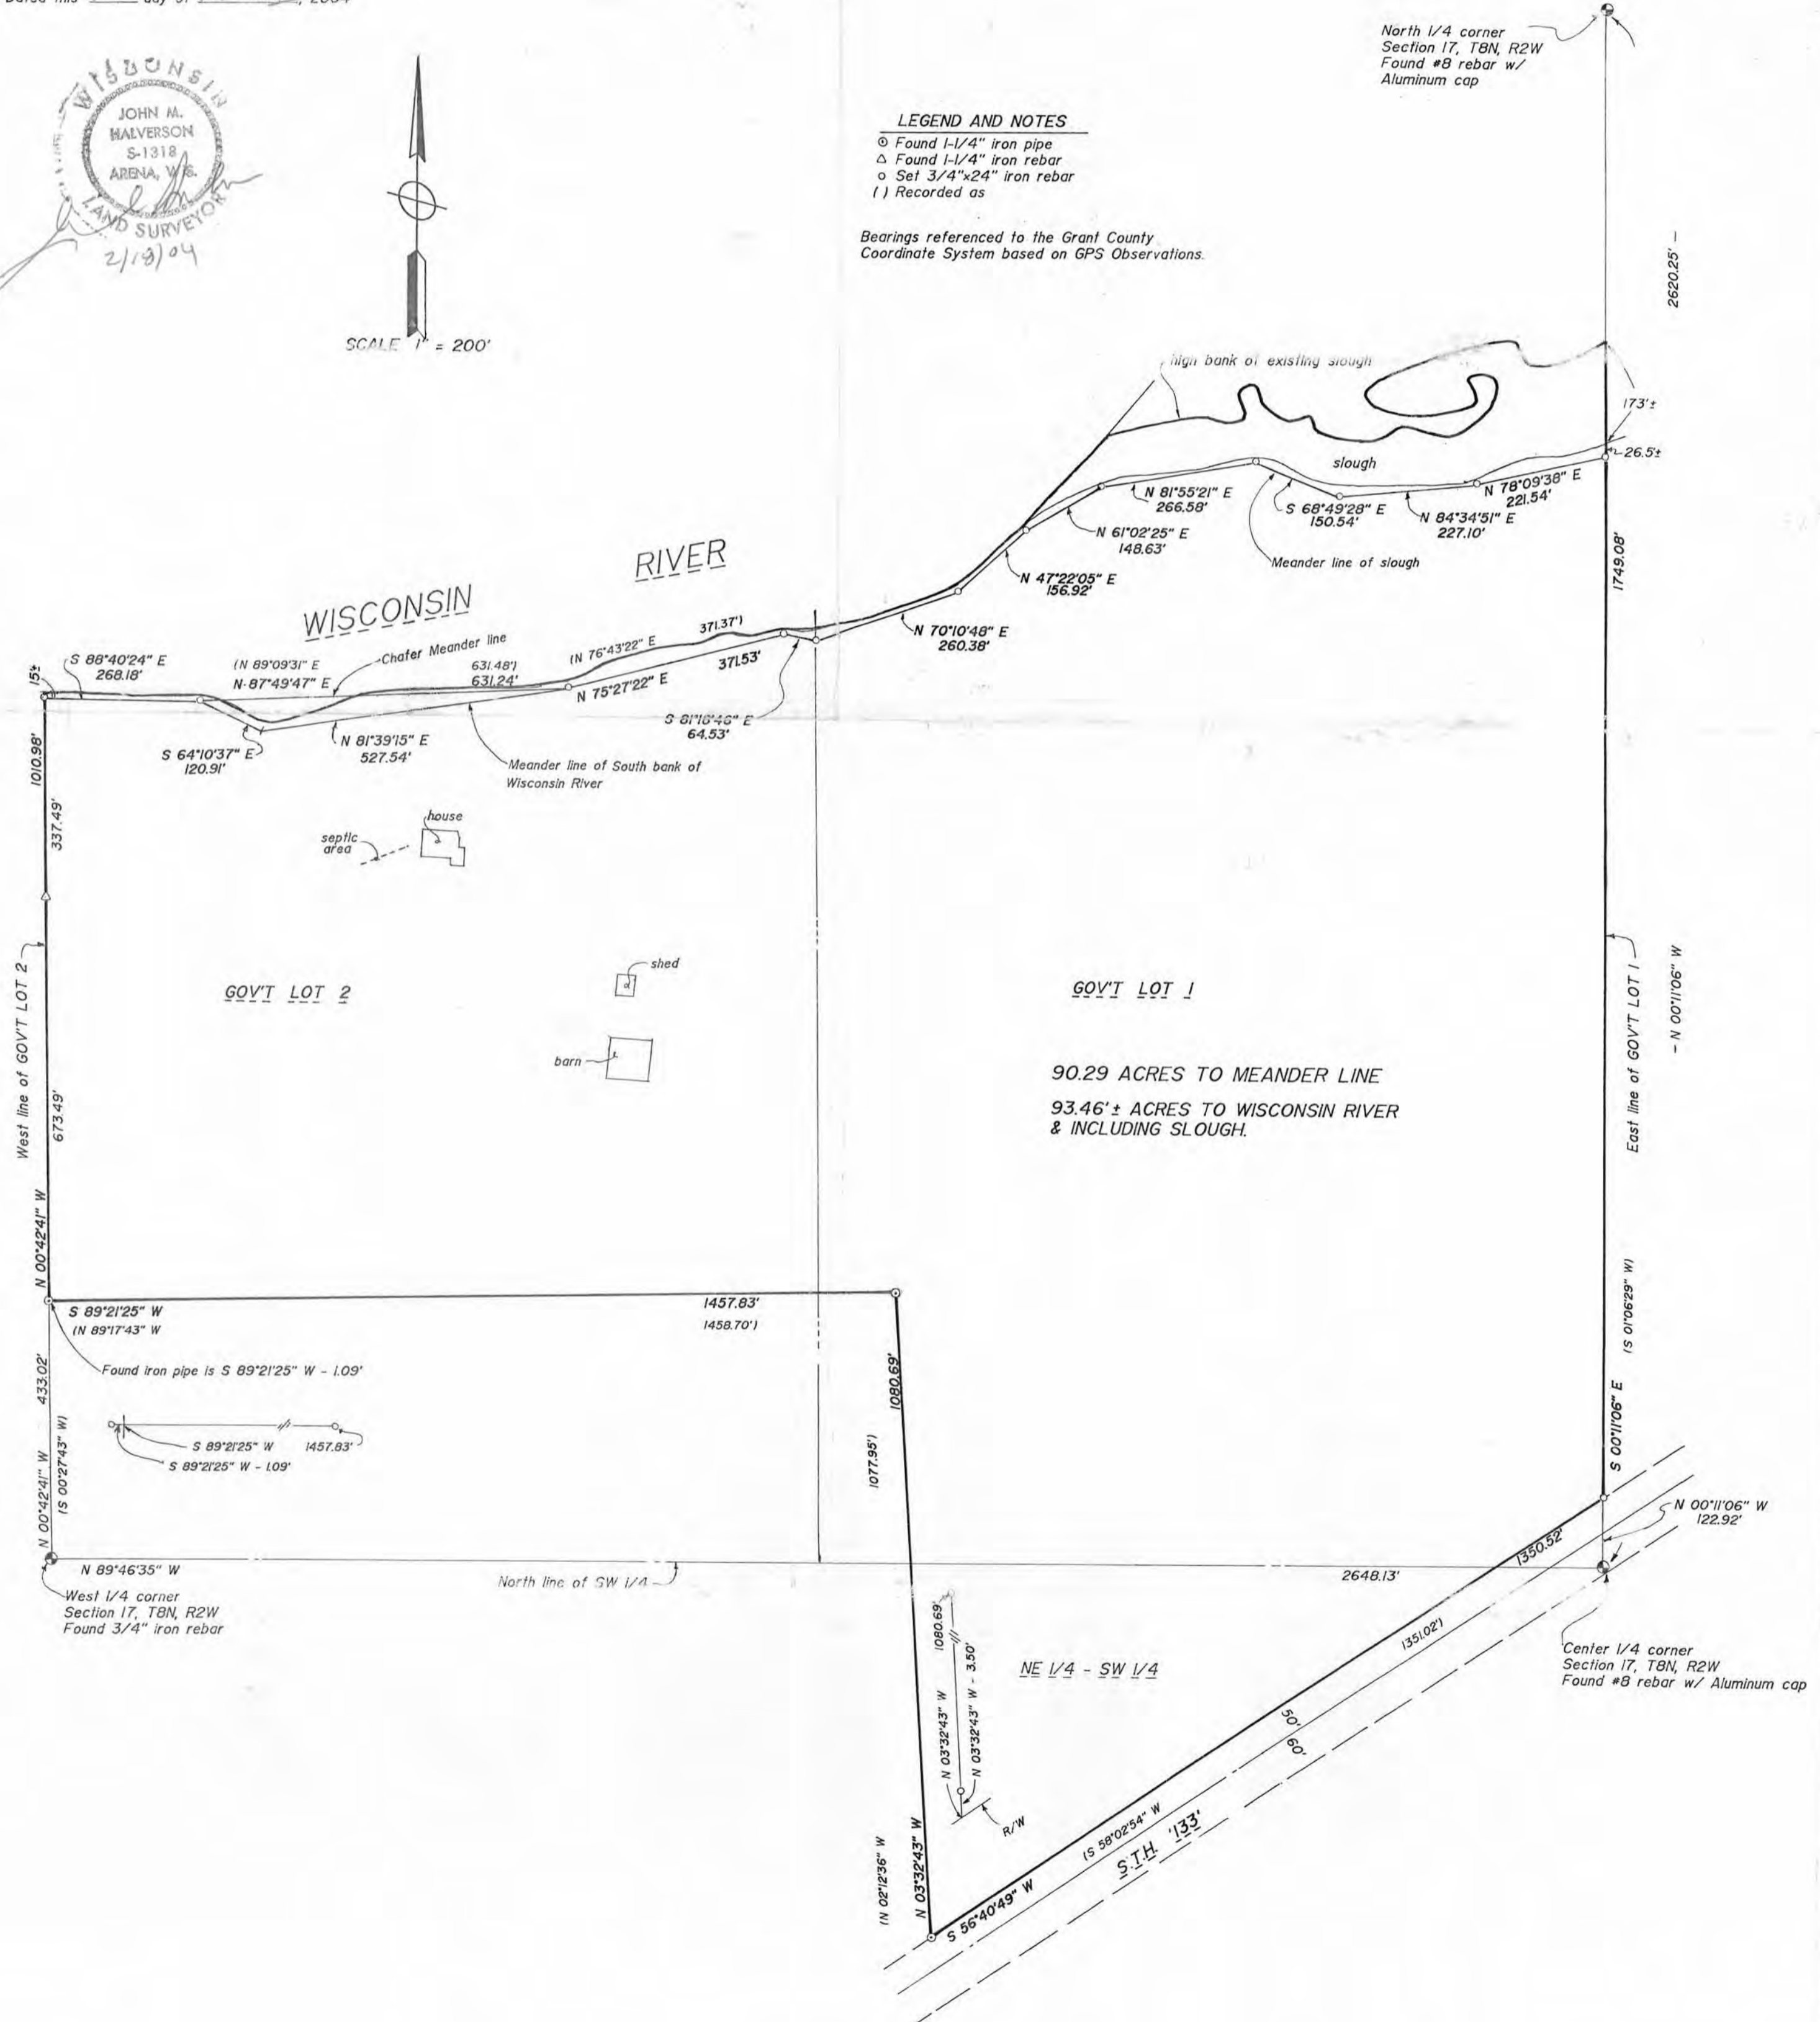 Dated this day of , 2004
WISCONSIN
JOHN M.
HALVERSON
S-1318
ARENA, WIS.
LAND SURVEYOR
2/18/04
SCALE 1" = 200'
LEGEND AND NOTES
⊙ Found 1-1/4" iron pipe
△ Found 1-1/4" iron rebar
○ Set 3/4"x24" iron rebar
( ) Recorded as
Bearings referenced to the Grant County
Coordinate System based on GPS Observations.
North 1/4 corner
Section 17, T8N, R2W
Found #8 rebar w/
Aluminum cap
2620.25' -
high bank of existing slough
173'±
26.5±
slough
N 78°09'38" E
221.54'
N 81°55'21" E
266.58'
S 68°49'28" E
150.54'
N 84°34'51" E
227.10'
N 61°02'25" E
148.63'
Meander line of slough
N 47°22'05" E
156.92'
1749.08'
WISCONSIN RIVER
N 70°10'48" E
260.38'
15±
S 88°40'24" E
268.18'
(N 89°09'31" E 631.48')
N 87°49'47" E 631.24'
Chafer Meander line
(N 76°43'22" E 371.37')
N 75°27'22" E 371.53'
S 81°16'46" E
64.53'
S 64°10'37" E
120.91'
N 81°39'15" E
527.54'
Meander line of South bank of
Wisconsin River
1010.98'
337.49'
house
septic
area
West line of GOV'T LOT 2
673.49'
GOV'T LOT 2
shed
barn
GOV'T LOT 1
90.29 ACRES TO MEANDER LINE
93.46'± ACRES TO WISCONSIN RIVER
& INCLUDING SLOUGH.
East line of GOV'T LOT 1
- N 00°11'06" W
N 00°42'41" W
S 89°21'25" W 1457.83'
(N 89°17'43" W 1458.70')
Found iron pipe is S 89°21'25" W - 1.09'
433.02'
S 89°21'25" W 1457.83'
S 89°21'25" W - 1.09'
N 00°42'41" W
(S 00°27'43" W)
1080.69'
1077.95')
(S 01°06'29" W)
S 00°11'06" E
N 00°11'06" W
122.92'
N 89°46'35" W
North line of SW 1/4
2648.13'
1350.52'
West 1/4 corner
Section 17, T8N, R2W
Found 3/4" iron rebar
1351.02')
Center 1/4 corner
Section 17, T8N, R2W
Found #8 rebar w/ Aluminum cap
NE 1/4 - SW 1/4
1080.69'
N 03°32'43" W
N 03°32'43" W - 3.50'
R/W
50'
60'
(N 02°12'36" W
N 03°32'43" W
(S 58°02'54" W
S 56°40'49" W
S.T.H. '133'